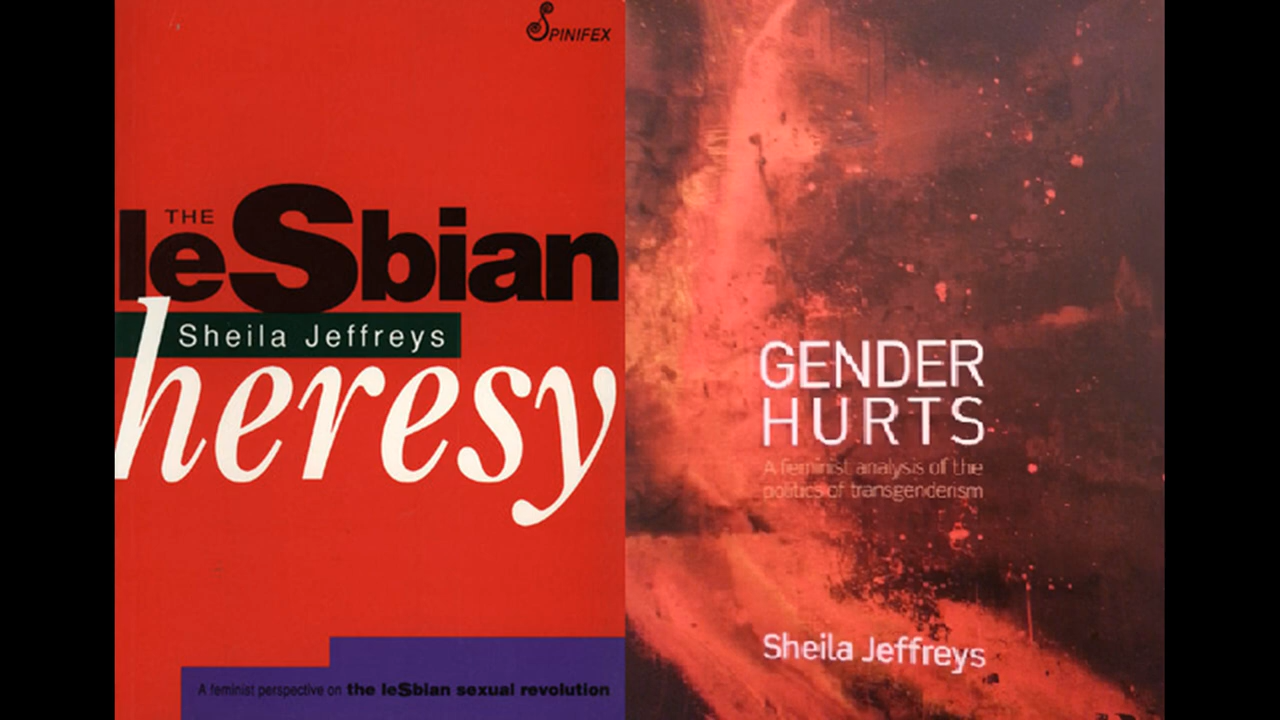 SPINIFEX
THE
leSbian
Sheila Jeffreys
heresy
A feminist perspective on the leSbian sexual revolution
GENDER
HURTS
A feminist analysis of the
politics of transgenderism
Sheila Jeffreys